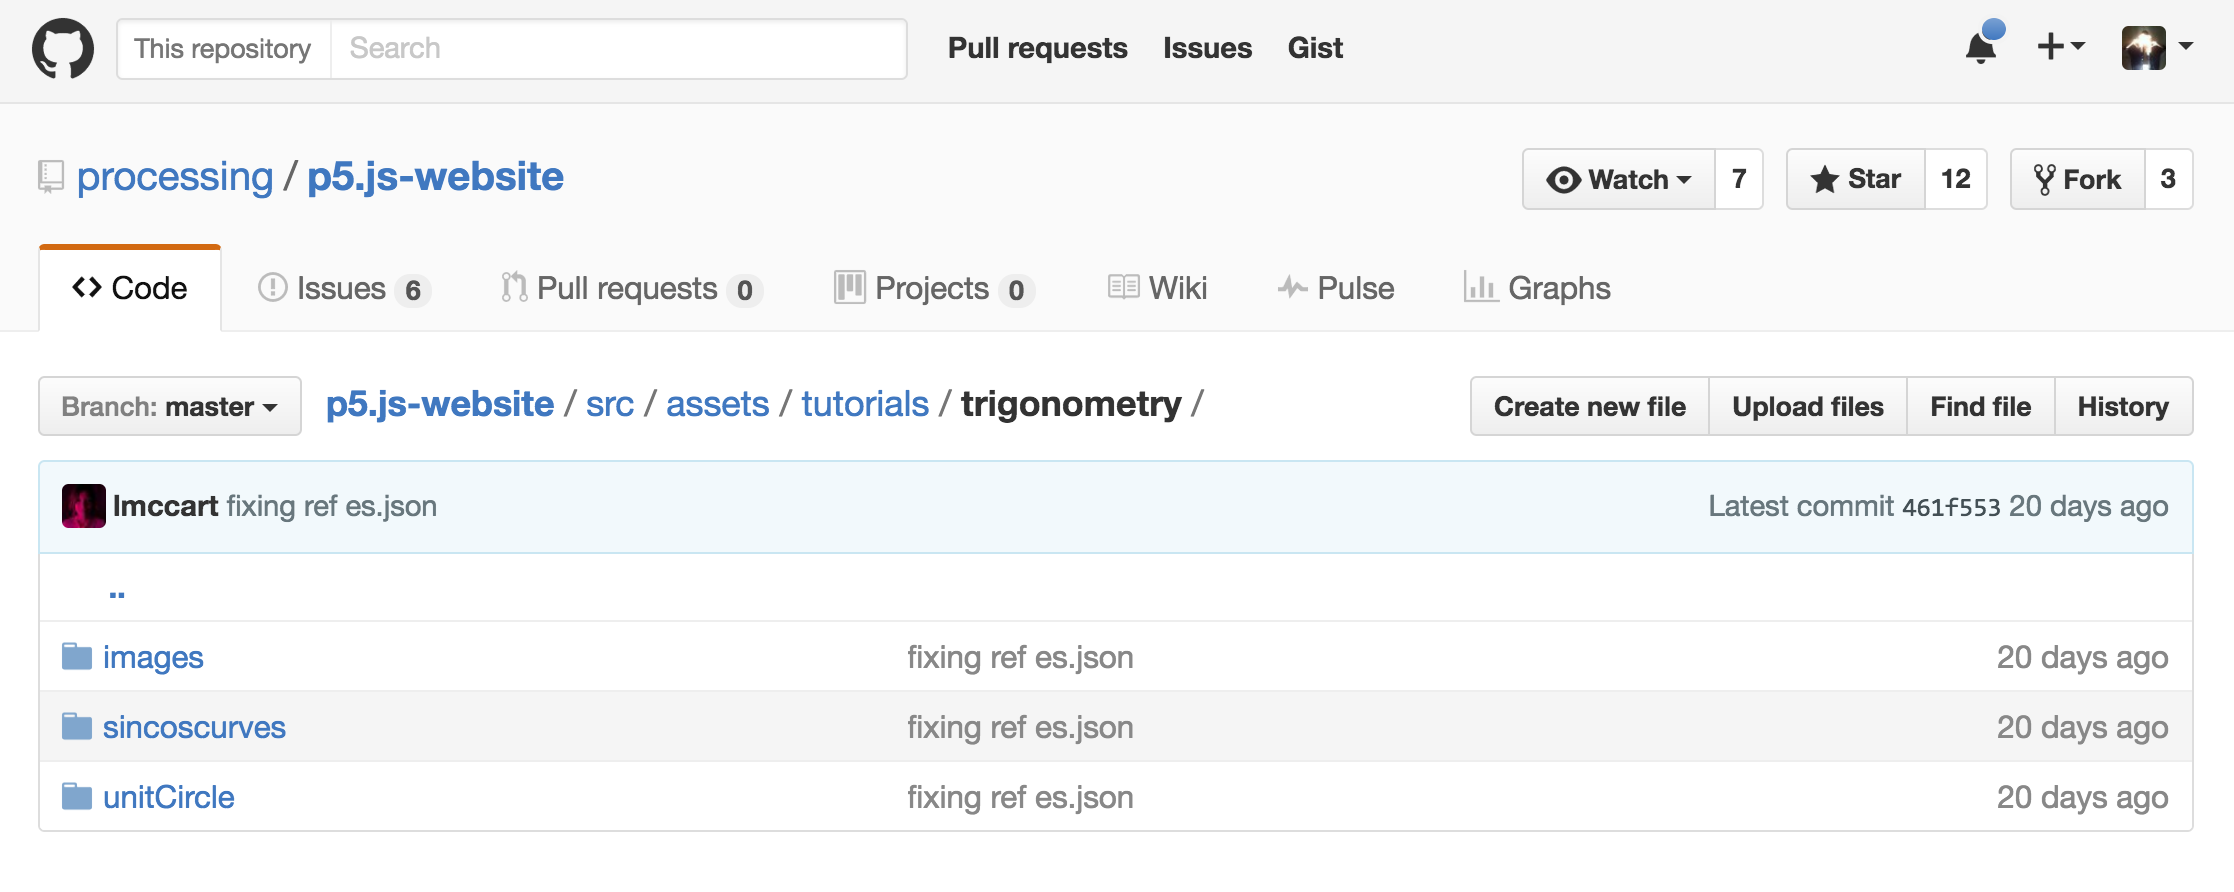 This repository Search Pull requests Issues Gist
processing / p5.js-website Watch 7 Star 12 Fork 3
Code Issues 6 Pull requests 0 Projects 0 Wiki Pulse Graphs
Branch: master p5.js-website / src / assets / tutorials / trigonometry / Create new file Upload files Find file History
lmccart fixing ref es.json Latest commit 461f553 20 days ago
..
images fixing ref es.json 20 days ago
sincoscurves fixing ref es.json 20 days ago
unitCircle fixing ref es.json 20 days ago